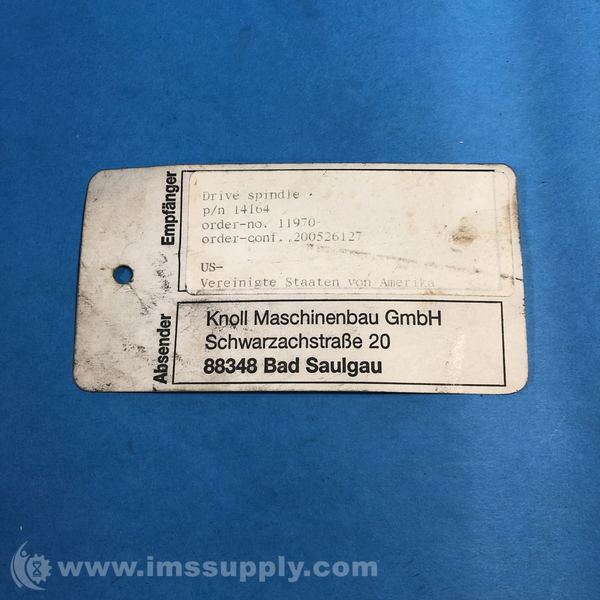 Empfänger
Drive spindle
p/n 14164
order-no. 11970
order-conf. 200526127
US-
Vereinigte Staaten von Amerika
Absender
Knoll Maschinenbau GmbH
Schwarzachstraße 20
88348 Bad Saulgau
www.imssupply.com